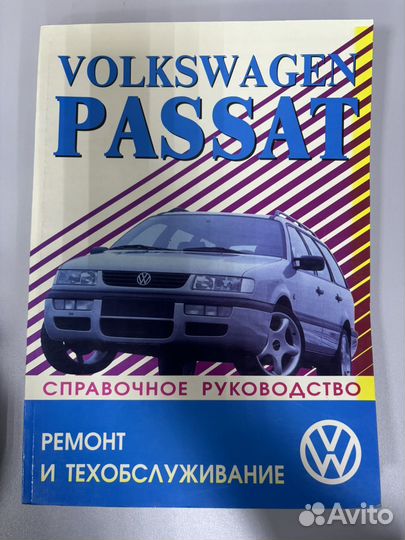 VOLKSWAGEN
PASSAT
СПРАВОЧНОЕ РУКОВОДСТВО
РЕМОНТ
И ТЕХОБСЛУЖИВАНИЕ
Avito